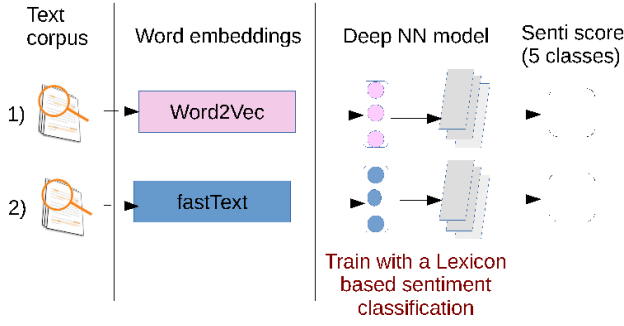 Text
corpus
Word embeddings
Deep NN model
Senti score
(5 classes)
1)
Word2Vec
2)
fastText
Train with a Lexicon
based sentiment
classification